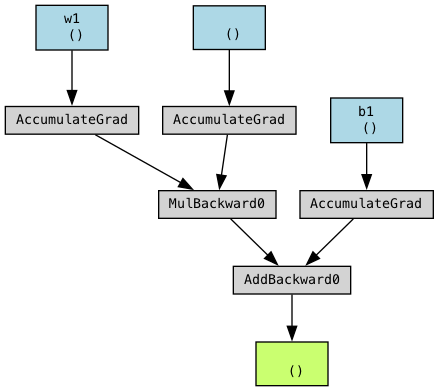 w1
()
()
AccumulateGrad
AccumulateGrad
b1
()
MulBackward0
AccumulateGrad
AddBackward0
()